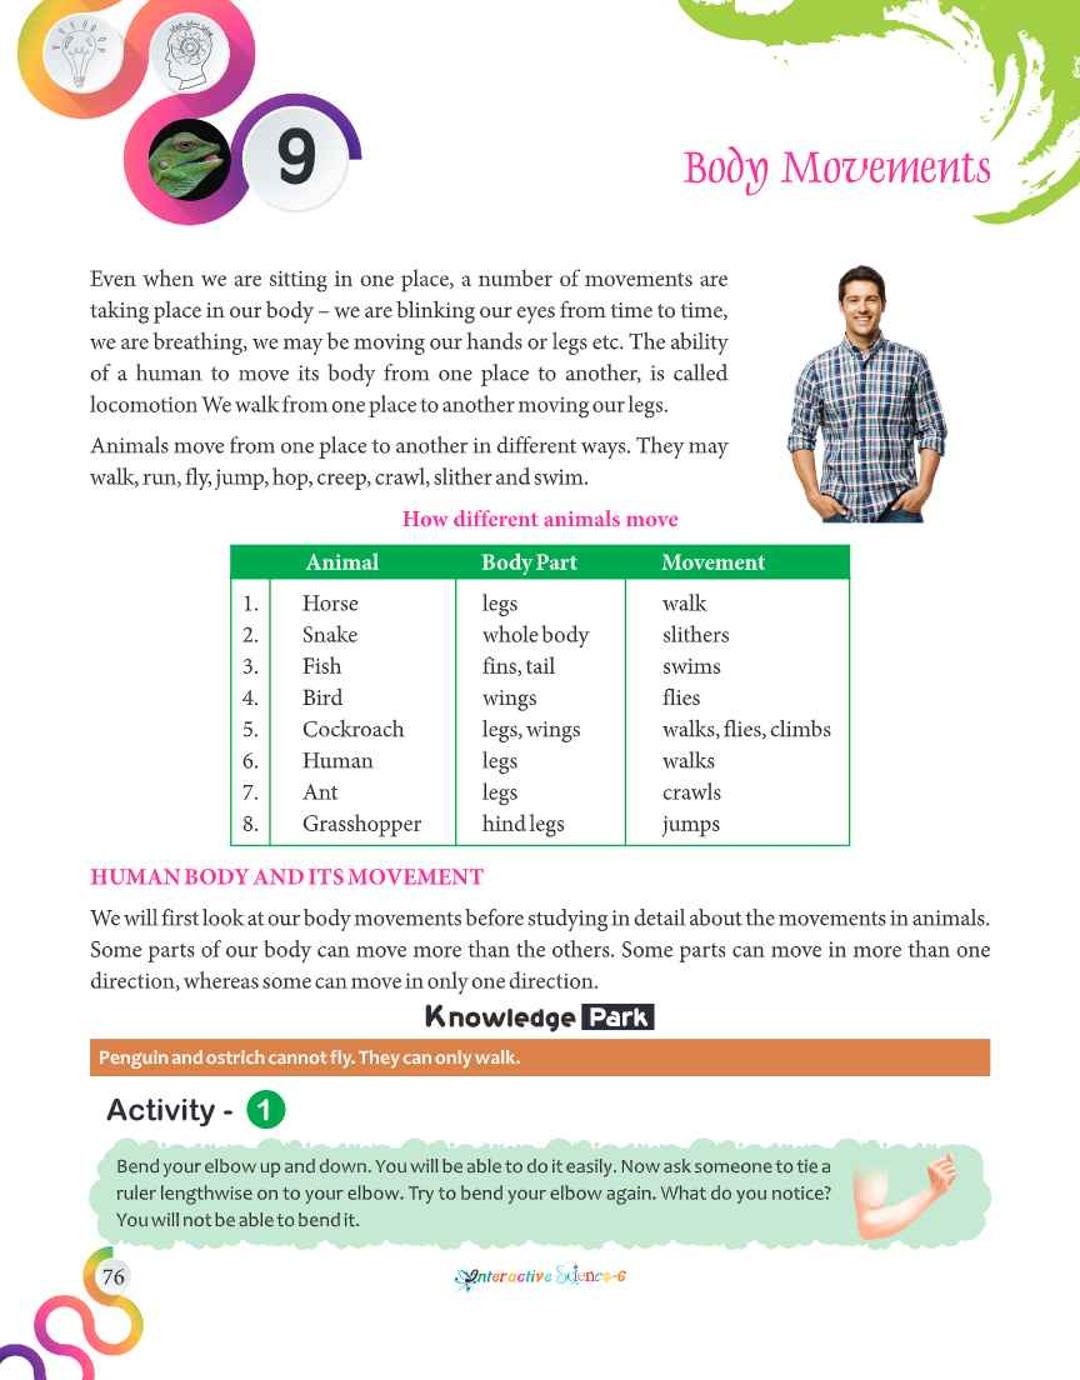 9
Body Movements
Even when we are sitting in one place, a number of movements are
taking place in our body – we are blinking our eyes from time to time,
we are breathing, we may be moving our hands or legs etc. The ability
of a human to move its body from one place to another, is called
locomotion We walk from one place to another moving our legs.
Animals move from one place to another in different ways. They may
walk, run, fly, jump, hop, creep, crawl, slither and swim.
How different animals move
Animal Body Part Movement
1. Horse legs walk
2. Snake whole body slithers
3. Fish fins, tail swims
4. Bird wings flies
5. Cockroach legs, wings walks, flies, climbs
6. Human legs walks
7. Ant legs crawls
8. Grasshopper hind legs jumps
HUMAN BODY AND ITS MOVEMENT
We will first look at our body movements before studying in detail about the movements in animals.
Some parts of our body can move more than the others. Some parts can move in more than one
direction, whereas some can move in only one direction.
Knowledge Park
Penguin and ostrich cannot fly. They can only walk.
Activity - 1
Bend your elbow up and down. You will be able to do it easily. Now ask someone to tie a
ruler lengthwise on to your elbow. Try to bend your elbow again. What do you notice?
You will not be able to bend it.
76
Interactive Science-6